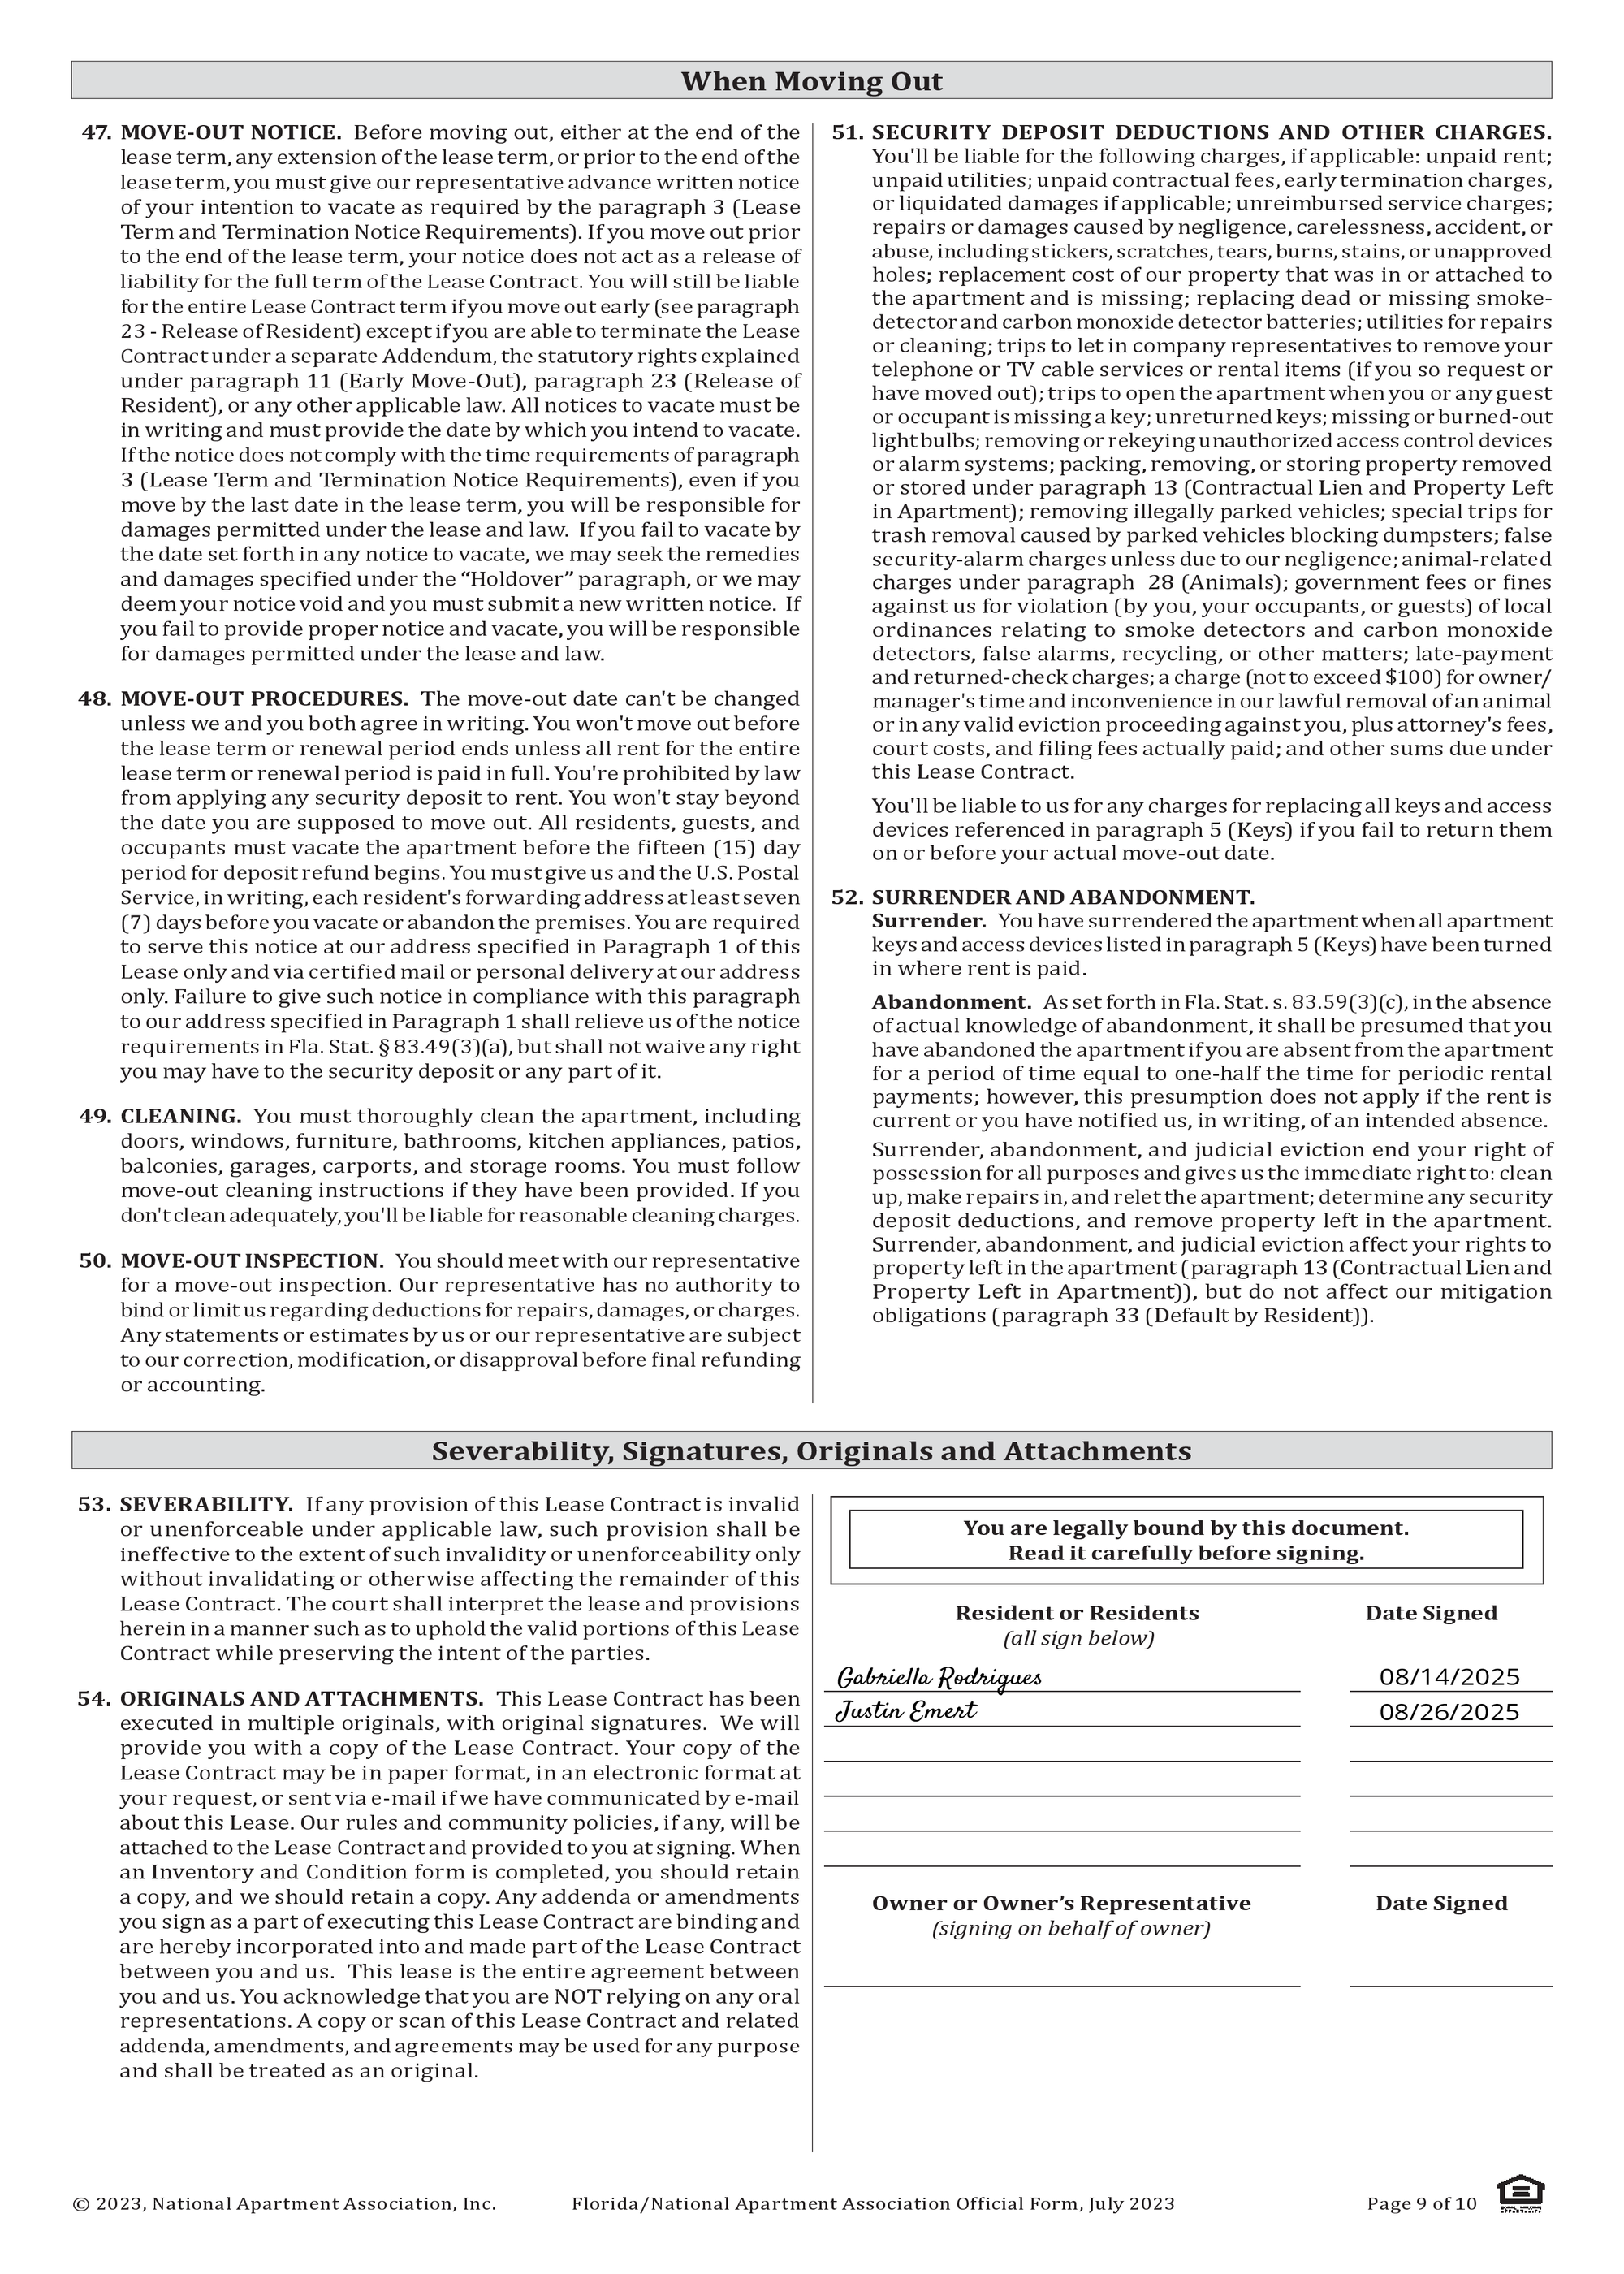 When Moving Out
47. MOVE-OUT NOTICE. Before moving out, either at the end of the
lease term, any extension of the lease term, or prior to the end of the
lease term, you must give our representative advance written notice
of your intention to vacate as required by the paragraph 3 (Lease
Term and Termination Notice Requirements). If you move out prior
to the end of the lease term, your notice does not act as a release of
liability for the full term of the Lease Contract. You will still be liable
for the entire Lease Contract term if you move out early (see paragraph
23 - Release of Resident) except if you are able to terminate the Lease
Contract under a separate Addendum, the statutory rights explained
under paragraph 11 (Early Move-Out), paragraph 23 (Release of
Resident), or any other applicable law. All notices to vacate must be
in writing and must provide the date by which you intend to vacate.
If the notice does not comply with the time requirements of paragraph
3 (Lease Term and Termination Notice Requirements), even if you
move by the last date in the lease term, you will be responsible for
damages permitted under the lease and law. If you fail to vacate by
the date set forth in any notice to vacate, we may seek the remedies
and damages specified under the “Holdover” paragraph, or we may
deem your notice void and you must submit a new written notice. If
you fail to provide proper notice and vacate, you will be responsible
for damages permitted under the lease and law.
48. MOVE-OUT PROCEDURES. The move-out date can't be changed
unless we and you both agree in writing. You won't move out before
the lease term or renewal period ends unless all rent for the entire
lease term or renewal period is paid in full. You're prohibited by law
from applying any security deposit to rent. You won't stay beyond
the date you are supposed to move out. All residents, guests, and
occupants must vacate the apartment before the fifteen (15) day
period for deposit refund begins. You must give us and the U.S. Postal
Service, in writing, each resident's forwarding address at least seven
(7) days before you vacate or abandon the premises. You are required
to serve this notice at our address specified in Paragraph 1 of this
Lease only and via certified mail or personal delivery at our address
only. Failure to give such notice in compliance with this paragraph
to our address specified in Paragraph 1 shall relieve us of the notice
requirements in Fla. Stat. § 83.49(3)(a), but shall not waive any right
you may have to the security deposit or any part of it.
49. CLEANING. You must thoroughly clean the apartment, including
doors, windows, furniture, bathrooms, kitchen appliances, patios,
balconies, garages, carports, and storage rooms. You must follow
move-out cleaning instructions if they have been provided. If you
don't clean adequately, you'll be liable for reasonable cleaning charges.
50. MOVE-OUT INSPECTION. You should meet with our representative
for a move-out inspection. Our representative has no authority to
bind or limit us regarding deductions for repairs, damages, or charges.
Any statements or estimates by us or our representative are subject
to our correction, modification, or disapproval before final refunding
or accounting.
51. SECURITY DEPOSIT DEDUCTIONS AND OTHER CHARGES.
You'll be liable for the following charges, if applicable: unpaid rent;
unpaid utilities; unpaid contractual fees, early termination charges,
or liquidated damages if applicable; unreimbursed service charges;
repairs or damages caused by negligence, carelessness, accident, or
abuse, including stickers, scratches, tears, burns, stains, or unapproved
holes; replacement cost of our property that was in or attached to
the apartment and is missing; replacing dead or missing smoke-
detector and carbon monoxide detector batteries; utilities for repairs
or cleaning; trips to let in company representatives to remove your
telephone or TV cable services or rental items (if you so request or
have moved out); trips to open the apartment when you or any guest
or occupant is missing a key; unreturned keys; missing or burned-out
light bulbs; removing or rekeying unauthorized access control devices
or alarm systems; packing, removing, or storing property removed
or stored under paragraph 13 (Contractual Lien and Property Left
in Apartment); removing illegally parked vehicles; special trips for
trash removal caused by parked vehicles blocking dumpsters; false
security-alarm charges unless due to our negligence; animal-related
charges under paragraph 28 (Animals); government fees or fines
against us for violation (by you, your occupants, or guests) of local
ordinances relating to smoke detectors and carbon monoxide
detectors, false alarms, recycling, or other matters; late-payment
and returned-check charges; a charge (not to exceed $100) for owner/
manager's time and inconvenience in our lawful removal of an animal
or in any valid eviction proceeding against you, plus attorney's fees,
court costs, and filing fees actually paid; and other sums due under
this Lease Contract.
You'll be liable to us for any charges for replacing all keys and access
devices referenced in paragraph 5 (Keys) if you fail to return them
on or before your actual move-out date.
52. SURRENDER AND ABANDONMENT.
Surrender. You have surrendered the apartment when all apartment
keys and access devices listed in paragraph 5 (Keys) have been turned
in where rent is paid.
Abandonment. As set forth in Fla. Stat. s. 83.59(3)(c), in the absence
of actual knowledge of abandonment, it shall be presumed that you
have abandoned the apartment if you are absent from the apartment
for a period of time equal to one-half the time for periodic rental
payments; however, this presumption does not apply if the rent is
current or you have notified us, in writing, of an intended absence.
Surrender, abandonment, and judicial eviction end your right of
possession for all purposes and gives us the immediate right to: clean
up, make repairs in, and relet the apartment; determine any security
deposit deductions, and remove property left in the apartment.
Surrender, abandonment, and judicial eviction affect your rights to
property left in the apartment (paragraph 13 (Contractual Lien and
Property Left in Apartment)), but do not affect our mitigation
obligations (paragraph 33 (Default by Resident)).
Severability, Signatures, Originals and Attachments
53. SEVERABILITY. If any provision of this Lease Contract is invalid
or unenforceable under applicable law, such provision shall be
ineffective to the extent of such invalidity or unenforceability only
without invalidating or otherwise affecting the remainder of this
Lease Contract. The court shall interpret the lease and provisions
herein in a manner such as to uphold the valid portions of this Lease
Contract while preserving the intent of the parties.
54. ORIGINALS AND ATTACHMENTS. This Lease Contract has been
executed in multiple originals, with original signatures. We will
provide you with a copy of the Lease Contract. Your copy of the
Lease Contract may be in paper format, in an electronic format at
your request, or sent via e-mail if we have communicated by e-mail
about this Lease. Our rules and community policies, if any, will be
attached to the Lease Contract and provided to you at signing. When
an Inventory and Condition form is completed, you should retain
a copy, and we should retain a copy. Any addenda or amendments
you sign as a part of executing this Lease Contract are binding and
are hereby incorporated into and made part of the Lease Contract
between you and us. This lease is the entire agreement between
you and us. You acknowledge that you are NOT relying on any oral
representations. A copy or scan of this Lease Contract and related
addenda, amendments, and agreements may be used for any purpose
and shall be treated as an original.
You are legally bound by this document.
Read it carefully before signing.
Resident or Residents Date Signed
(all sign below)
Gabriella Rodrigues 08/14/2025
Justin Emert 08/26/2025
Owner or Owner’s Representative Date Signed
(signing on behalf of owner)
© 2023, National Apartment Association, Inc. Florida/National Apartment Association Official Form, July 2023 Page 9 of 10